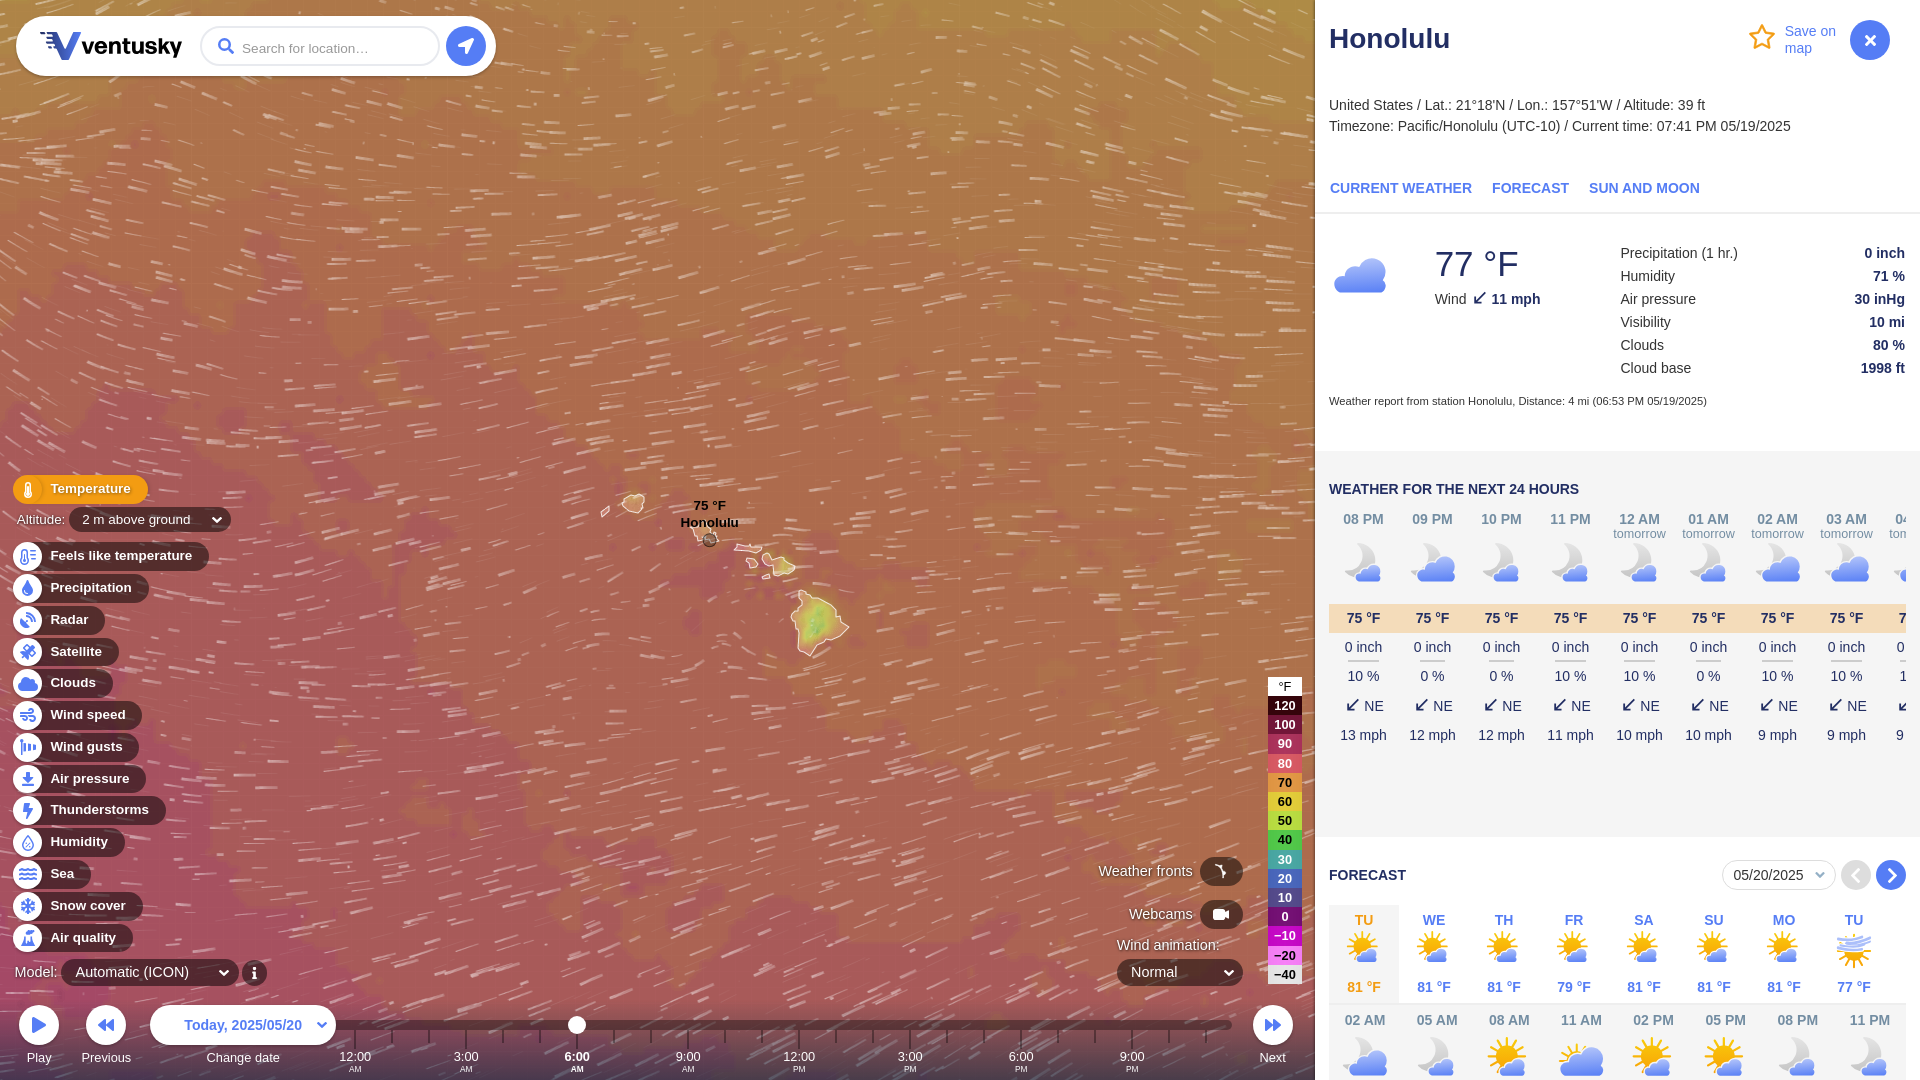 ventusky
Search for location...
Honolulu
Save on
map
United States / Lat.: 21°18'N / Lon.: 157°51'W / Altitude: 39 ft
Timezone: Pacific/Honolulu (UTC-10) / Current time: 07:41 PM 05/19/2025
CURRENT WEATHER FORECAST SUN AND MOON
77 °F
Wind 11 mph
Precipitation (1 hr.) 0 inch
Humidity 71 %
Air pressure 30 inHg
Visibility 10 mi
Clouds 80 %
Cloud base 1998 ft
Weather report from station Honolulu, Distance: 4 mi (06:53 PM 05/19/2025)
WEATHER FOR THE NEXT 24 HOURS
08 PM 09 PM 10 PM 11 PM 12 AM 01 AM 02 AM 03 AM
tomorrow tomorrow tomorrow tomorrow
75 °F 75 °F 75 °F 75 °F 75 °F 75 °F 75 °F 75 °F
0 inch 0 inch 0 inch 0 inch 0 inch 0 inch 0 inch 0 inch
10 % 0 % 0 % 10 % 10 % 0 % 10 % 10 %
NE NE NE NE NE NE NE NE
13 mph 12 mph 12 mph 11 mph 10 mph 10 mph 9 mph 9 mph
FORECAST 05/20/2025
TU WE TH FR SA SU MO TU
81 °F 81 °F 81 °F 79 °F 81 °F 81 °F 81 °F 77 °F
02 AM 05 AM 08 AM 11 AM 02 PM 05 PM 08 PM 11 PM
75 °F
Honolulu
Temperature
Altitude: 2 m above ground
Feels like temperature
Precipitation
Radar
Satellite
Clouds
Wind speed
Wind gusts
Air pressure
Thunderstorms
Humidity
Sea
Snow cover
Air quality
Model: Automatic (ICON)
°F
120
100
90
80
70
60
50
40
30
20
10
0
−10
−20
−40
Weather fronts
Webcams
Wind animation:
Normal
Play
Previous
Today, 2025/05/20
Change date
12:00 3:00 6:00 9:00 12:00 3:00 6:00 9:00
AM AM AM AM PM PM PM PM
Next